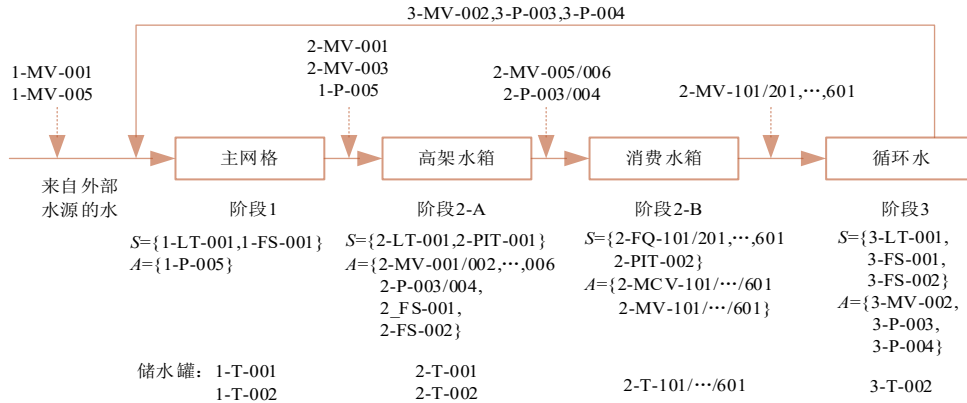 3-MV-002,3-P-003,3-P-004
1-MV-001
1-MV-005
2-MV-001
2-MV-003
1-P-005
2-MV-005/006
2-P-003/004
2-MV-101/201,…,601
主网格
高架水箱
消费水箱
循环水
来自外部
水源的水
阶段1
阶段2-A
阶段2-B
阶段3
S={1-LT-001,1-FS-001}
A={1-P-005}
S={2-LT-001,2-PIT-001}
A={2-MV-001/002,…,006
2-P-003/004,
2_FS-001,
2-FS-002}
S={2-FQ-101/201,…,601
2-PIT-002}
A={2-MCV-101/…/601
2-MV-101/…/601}
S={3-LT-001,
3-FS-001,
3-FS-002}
A={3-MV-002,
3-P-003,
3-P-004}
储水罐：
1-T-001
1-T-002
2-T-001
2-T-002
2-T-101/…/601
3-T-002